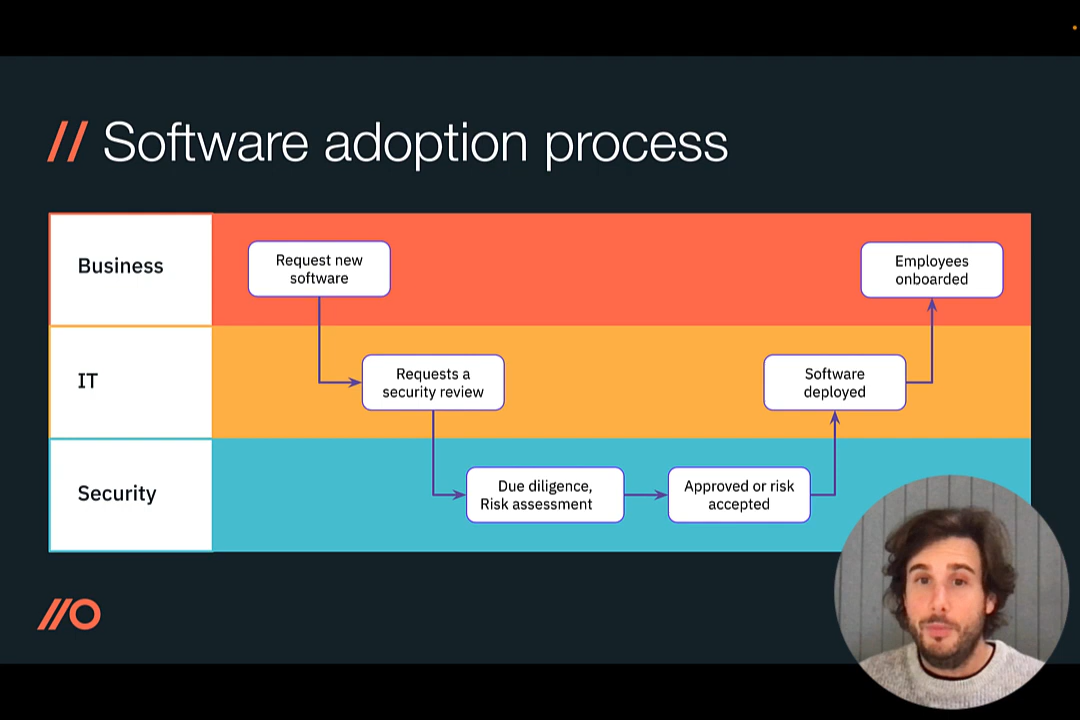 // Software adoption process
Business
Request new
software
Employees
onboarded
IT
Requests a
security review
Software
deployed
Security
Due diligence,
Risk assessment
Approved or risk
accepted
//O